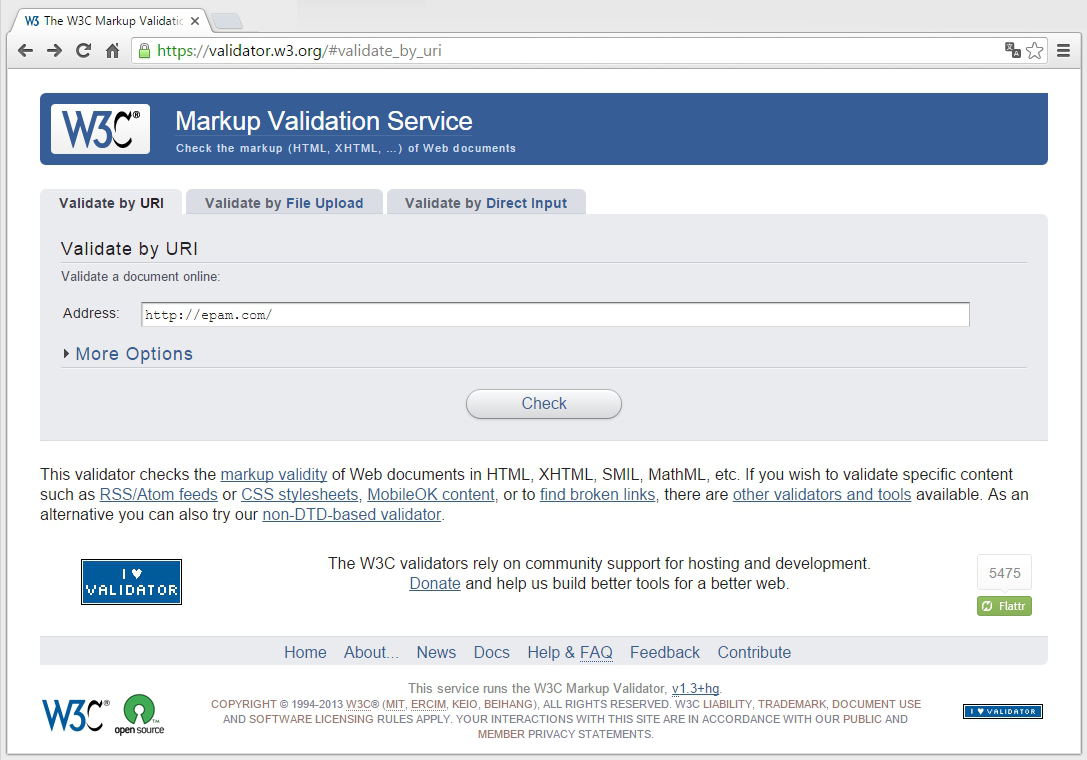 W3 The W3C Markup Validatio
https://validator.w3.org/#validate_by_uri
W3C®
Markup Validation Service
Check the markup (HTML, XHTML, …) of Web documents
Validate by URI
Validate by File Upload
Validate by Direct Input
Validate by URI
Validate a document online:
Address: http://epam.com/
More Options
Check
This validator checks the markup validity of Web documents in HTML, XHTML, SMIL, MathML, etc. If you wish to validate specific content
such as RSS/Atom feeds or CSS stylesheets, MobileOK content, or to find broken links, there are other validators and tools available. As an
alternative you can also try our non-DTD-based validator.
I ♥
VALIDATOR
The W3C validators rely on community support for hosting and development.
Donate and help us build better tools for a better web.
5475
Flattr
Home About... News Docs Help & FAQ Feedback Contribute
This service runs the W3C Markup Validator, v1.3+hg.
W3C®
open source
COPYRIGHT © 1994-2013 W3C® (MIT, ERCIM, KEIO, BEIHANG), ALL RIGHTS RESERVED. W3C LIABILITY, TRADEMARK, DOCUMENT USE
AND SOFTWARE LICENSING RULES APPLY. YOUR INTERACTIONS WITH THIS SITE ARE IN ACCORDANCE WITH OUR PUBLIC AND
MEMBER PRIVACY STATEMENTS.
I ♥ VALIDATOR